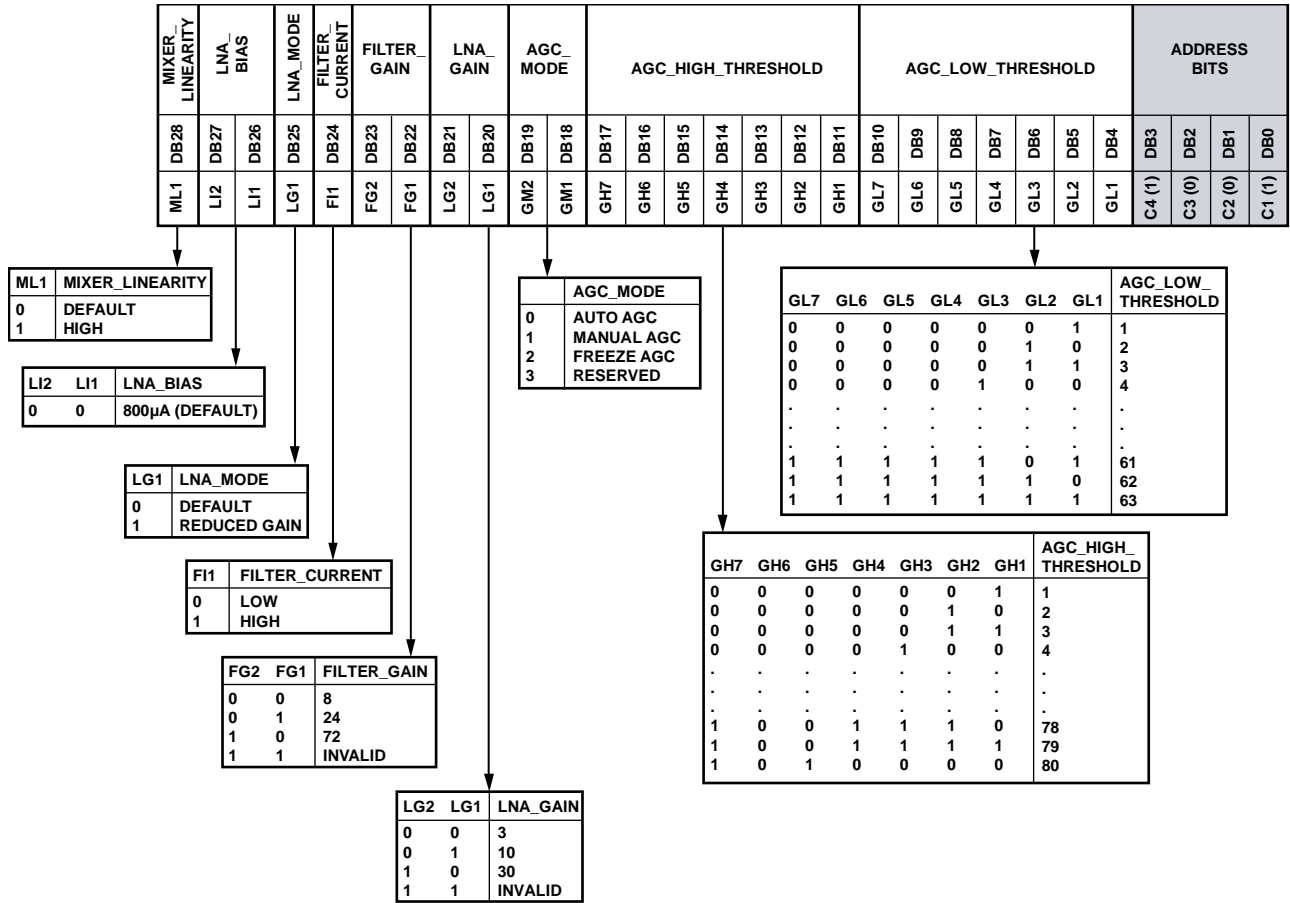 MIXER_ LINEARITY
LNA_ BIAS
LNA_MODE
FILTER_ CURRENT
FILTER_ GAIN
LNA_ GAIN
AGC_ MODE
AGC_HIGH_THRESHOLD
AGC_LOW_THRESHOLD
ADDRESS BITS
DB28 DB27 DB26 DB25 DB24 DB23 DB22 DB21 DB20 DB19 DB18 DB17 DB16 DB15 DB14 DB13 DB12 DB11 DB10 DB9 DB8 DB7 DB6 DB5 DB4 DB3 DB2 DB1 DB0
ML1 LI2 LI1 LG1 FI1 FG2 FG1 LG2 LG1 GM2 GM1 GH7 GH6 GH5 GH4 GH3 GH2 GH1 GL7 GL6 GL5 GL4 GL3 GL2 GL1 C4 (1) C3 (0) C2 (0) C1 (1)
ML1 MIXER_LINEARITY
0 DEFAULT
1 HIGH
LI2 LI1 LNA_BIAS
0 0 800µA (DEFAULT)
LG1 LNA_MODE
0 DEFAULT
1 REDUCED GAIN
FI1 FILTER_CURRENT
0 LOW
1 HIGH
FG2 FG1 FILTER_GAIN
0 0 8
0 1 24
1 0 72
1 1 INVALID
LG2 LG1 LNA_GAIN
0 0 3
0 1 10
1 0 30
1 1 INVALID
AGC_MODE
0 AUTO AGC
1 MANUAL AGC
2 FREEZE AGC
3 RESERVED
GL7 GL6 GL5 GL4 GL3 GL2 GL1 AGC_LOW_ THRESHOLD
0 0 0 0 0 0 1 1
0 0 0 0 0 1 0 2
0 0 0 0 0 1 1 3
0 0 0 0 1 0 0 4
. . . . . . . .
. . . . . . . .
. . . . . . . .
1 1 1 1 1 0 1 61
1 1 1 1 1 1 0 62
1 1 1 1 1 1 1 63
GH7 GH6 GH5 GH4 GH3 GH2 GH1 AGC_HIGH_ THRESHOLD
0 0 0 0 0 0 1 1
0 0 0 0 0 1 0 2
0 0 0 0 0 1 1 3
0 0 0 0 1 0 0 4
. . . . . . . .
. . . . . . . .
. . . . . . . .
1 0 0 1 1 1 0 78
1 0 0 1 1 1 1 79
1 0 1 0 0 0 0 80